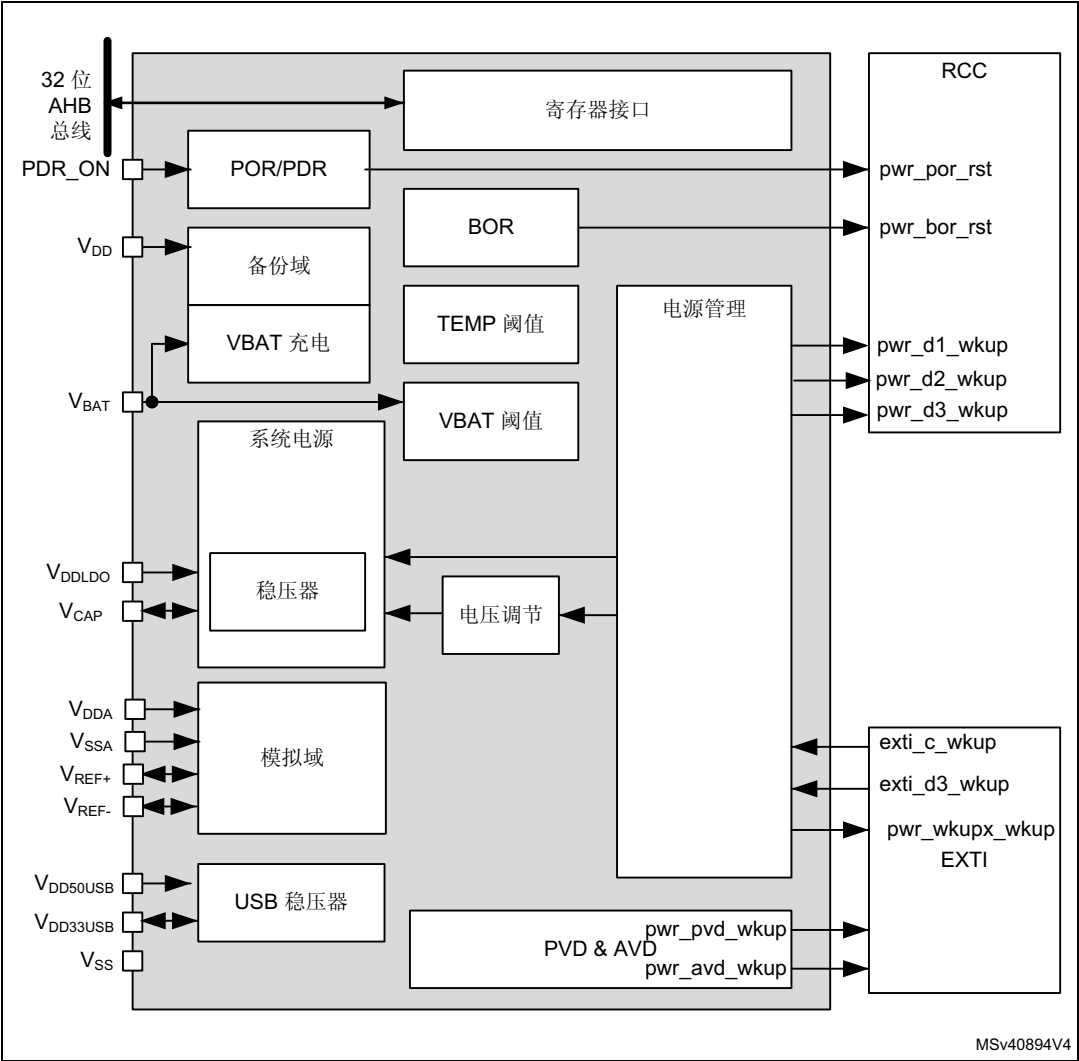 32 位
AHB
总线
寄存器接口
RCC
PDR_ON
POR/PDR
pwr_por_rst
BOR
pwr_bor_rst
VDD
备份域
TEMP 阈值
电源管理
VBAT 充电
pwr_d1_wkup
pwr_d2_wkup
pwr_d3_wkup
VBAT
VBAT 阈值
系统电源
VDDLDO
稳压器
VCAP
电压调节
VDDA
VSSA
VREF+
VREF-
模拟域
exti_c_wkup
exti_d3_wkup
pwr_wkupx_wkup
EXTI
VDD50USB
VDD33USB
USB 稳压器
VSS
PVD & AVD
pwr_pvd_wkup
pwr_avd_wkup
MSv40894V4